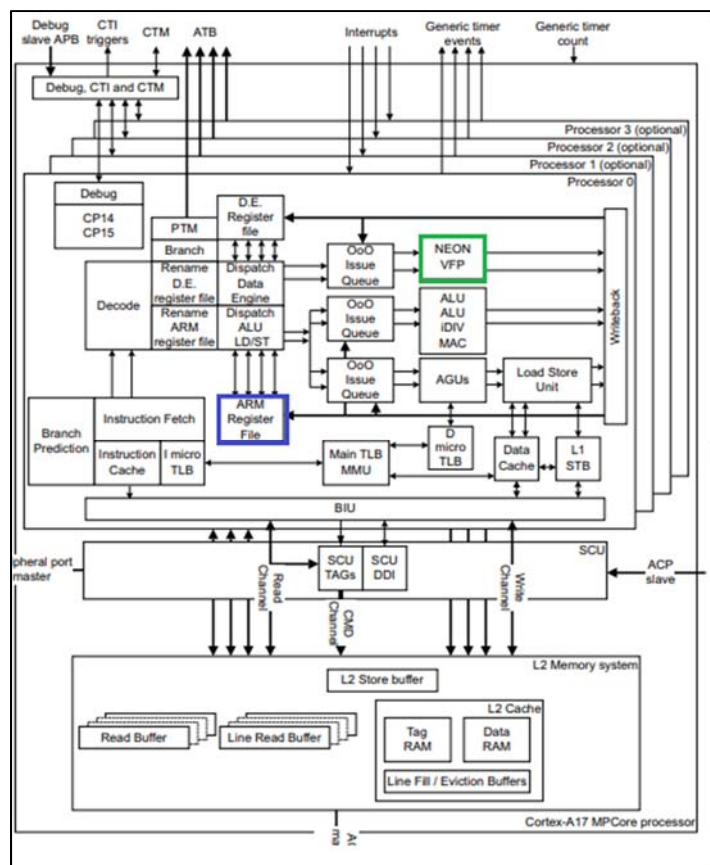 Debug
slave APB
CTI
triggers
CTM
ATB
Interrupts
Generic timer
events
Generic timer
count
Debug, CTI and CTM
Processor 3 (optional)
Processor 2 (optional)
Processor 1 (optional)
Processor 0
Debug
CP14
CP15
PTM
D.E.
Register
file
Branch
Decode
Rename
D.E.
register file
Dispatch
Data
Engine
Rename
ARM
register file
Dispatch
ALU
LD/ST
OoO
Issue
Queue
NEON
VFP
OoO
Issue
Queue
ALU
ALU
iDIV
MAC
Writeback
OoO
Issue
Queue
AGUs
Load Store
Unit
ARM
Register
File
Branch
Prediction
Instruction Fetch
Instruction
Cache
I micro
TLB
Main TLB
MMU
D
micro
TLB
Data
Cache
L1
STB
BIU
SCU
pheral port
master
Read
Channel
SCU
TAGs
SCU
DDI
Write
Channel
ACP
slave
CMD
Channel
L2 Memory system
L2 Store buffer
L2 Cache
Read Buffer
Line Read Buffer
Tag
RAM
Data
RAM
Line Fill / Eviction Buffers
Cortex-A17 MPCore processor
ma